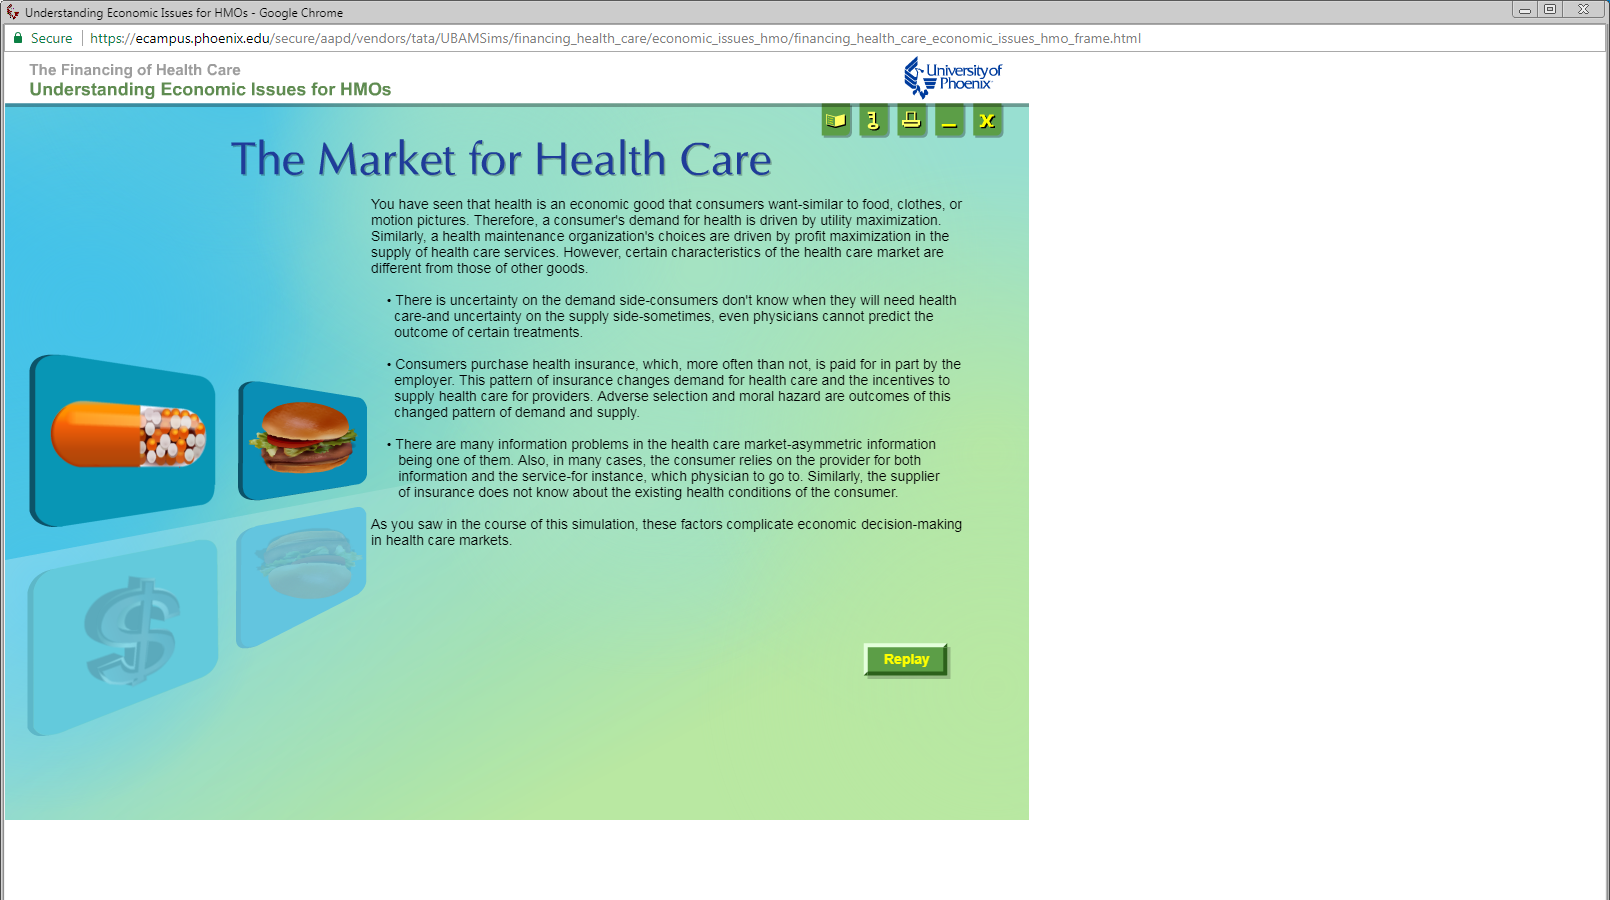 Understanding Economic Issues for HMOs - Google Chrome
Secure | https://ecampus.phoenix.edu/secure/aapd/vendors/tata/UBAMSims/financing_health_care/economic_issues_hmo/financing_health_care_economic_issues_hmo_frame.html
The Financing of Health Care
Understanding Economic Issues for HMOs
University of
Phoenix
X
The Market for Health Care
You have seen that health is an economic good that consumers want-similar to food, clothes, or
motion pictures. Therefore, a consumer's demand for health is driven by utility maximization.
Similarly, a health maintenance organization's choices are driven by profit maximization in the
supply of health care services. However, certain characteristics of the health care market are
different from those of other goods.
• There is uncertainty on the demand side-consumers don't know when they will need health
care-and uncertainty on the supply side-sometimes, even physicians cannot predict the
outcome of certain treatments.
• Consumers purchase health insurance, which, more often than not, is paid for in part by the
employer. This pattern of insurance changes demand for health care and the incentives to
supply health care for providers. Adverse selection and moral hazard are outcomes of this
changed pattern of demand and supply.
• There are many information problems in the health care market-asymmetric information
being one of them. Also, in many cases, the consumer relies on the provider for both
information and the service-for instance, which physician to go to. Similarly, the supplier
of insurance does not know about the existing health conditions of the consumer.
As you saw in the course of this simulation, these factors complicate economic decision-making
in health care markets.
$
Replay